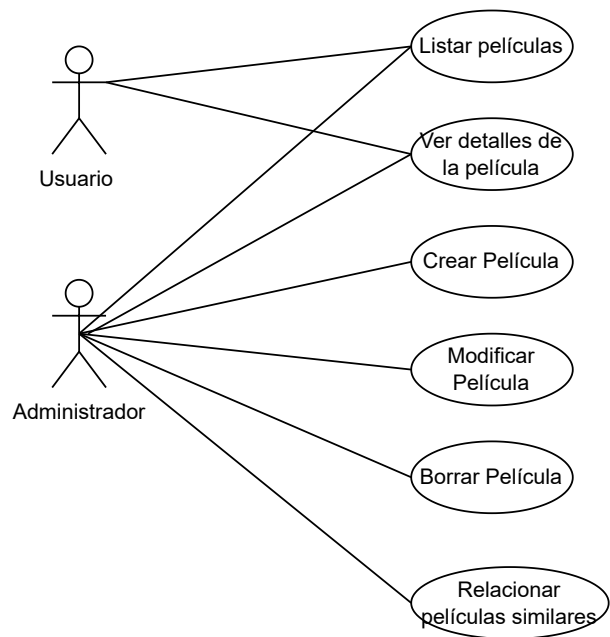 Listar películas
Usuario
Ver detalles de
la película
Crear Película
Administrador
Modificar
Película
Borrar Película
Relacionar
películas similares